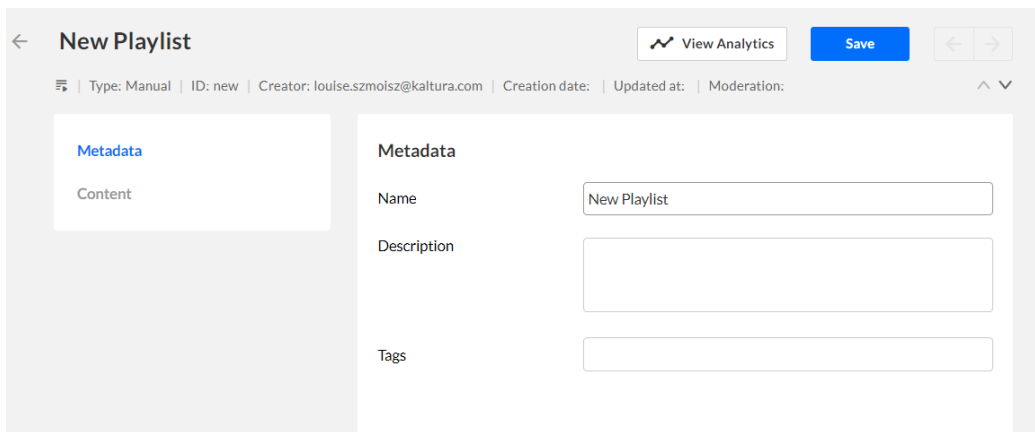 New Playlist
View Analytics
Save
Type: Manual | ID: new | Creator: louise.szmoisz@kaltura.com | Creation date: | Updated at: | Moderation:
Metadata
Content
Metadata
Name
New Playlist
Description
Tags